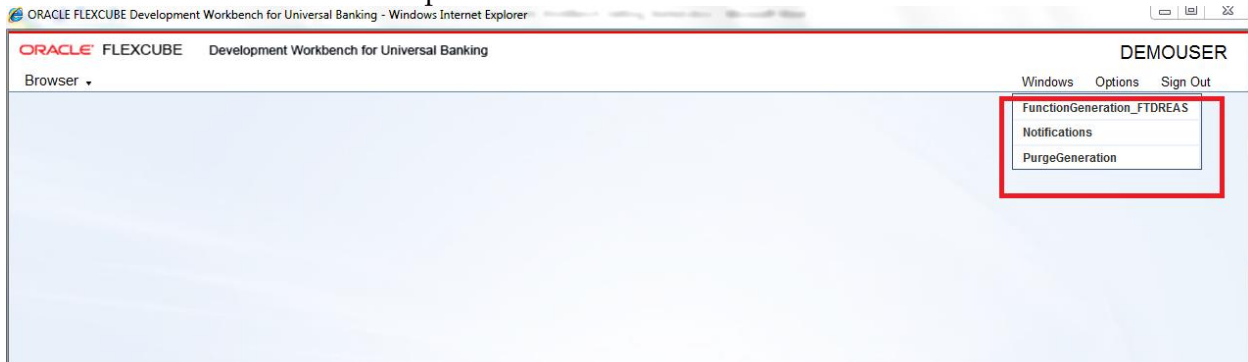 ORACLE FLEXCUBE Development Workbench for Universal Banking - Windows Internet Explorer
ORACLE FLEXCUBE Development Workbench for Universal Banking DEMOUSER
Browser Windows Options Sign Out
FunctionGeneration_FTDREAS
Notifications
PurgeGeneration